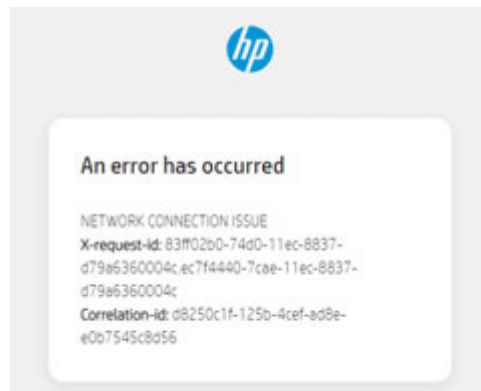 hp
An error has occurred
NETWORK CONNECTION ISSUE
X-request-id: 83ff02b0-74d0-11ec-8837-
d79a6360004c.ec7f4440-7cae-11ec-8837-
d79a6360004c
Correlation-id: d8250c1f-125b-4cef-ad8e-
e0b7545c8d56